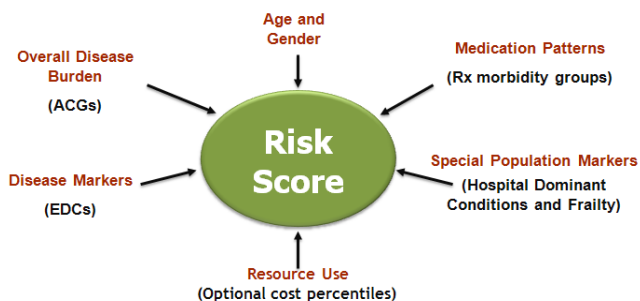 Age and
Gender
Overall Disease
Burden
(ACGs)
Medication Patterns
(Rx morbidity groups)
Risk
Score
Disease Markers
(EDCs)
Special Population Markers
(Hospital Dominant
Conditions and Frailty)
Resource Use
(Optional cost percentiles)